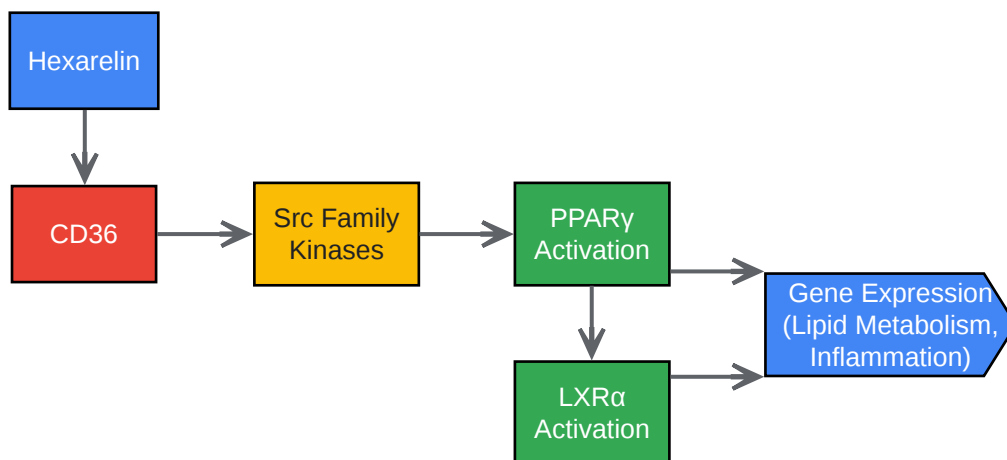 Hexarelin
CD36
Src Family
Kinases
PPARγ
Activation
LXRα
Activation
Gene Expression
(Lipid Metabolism,
Inflammation)